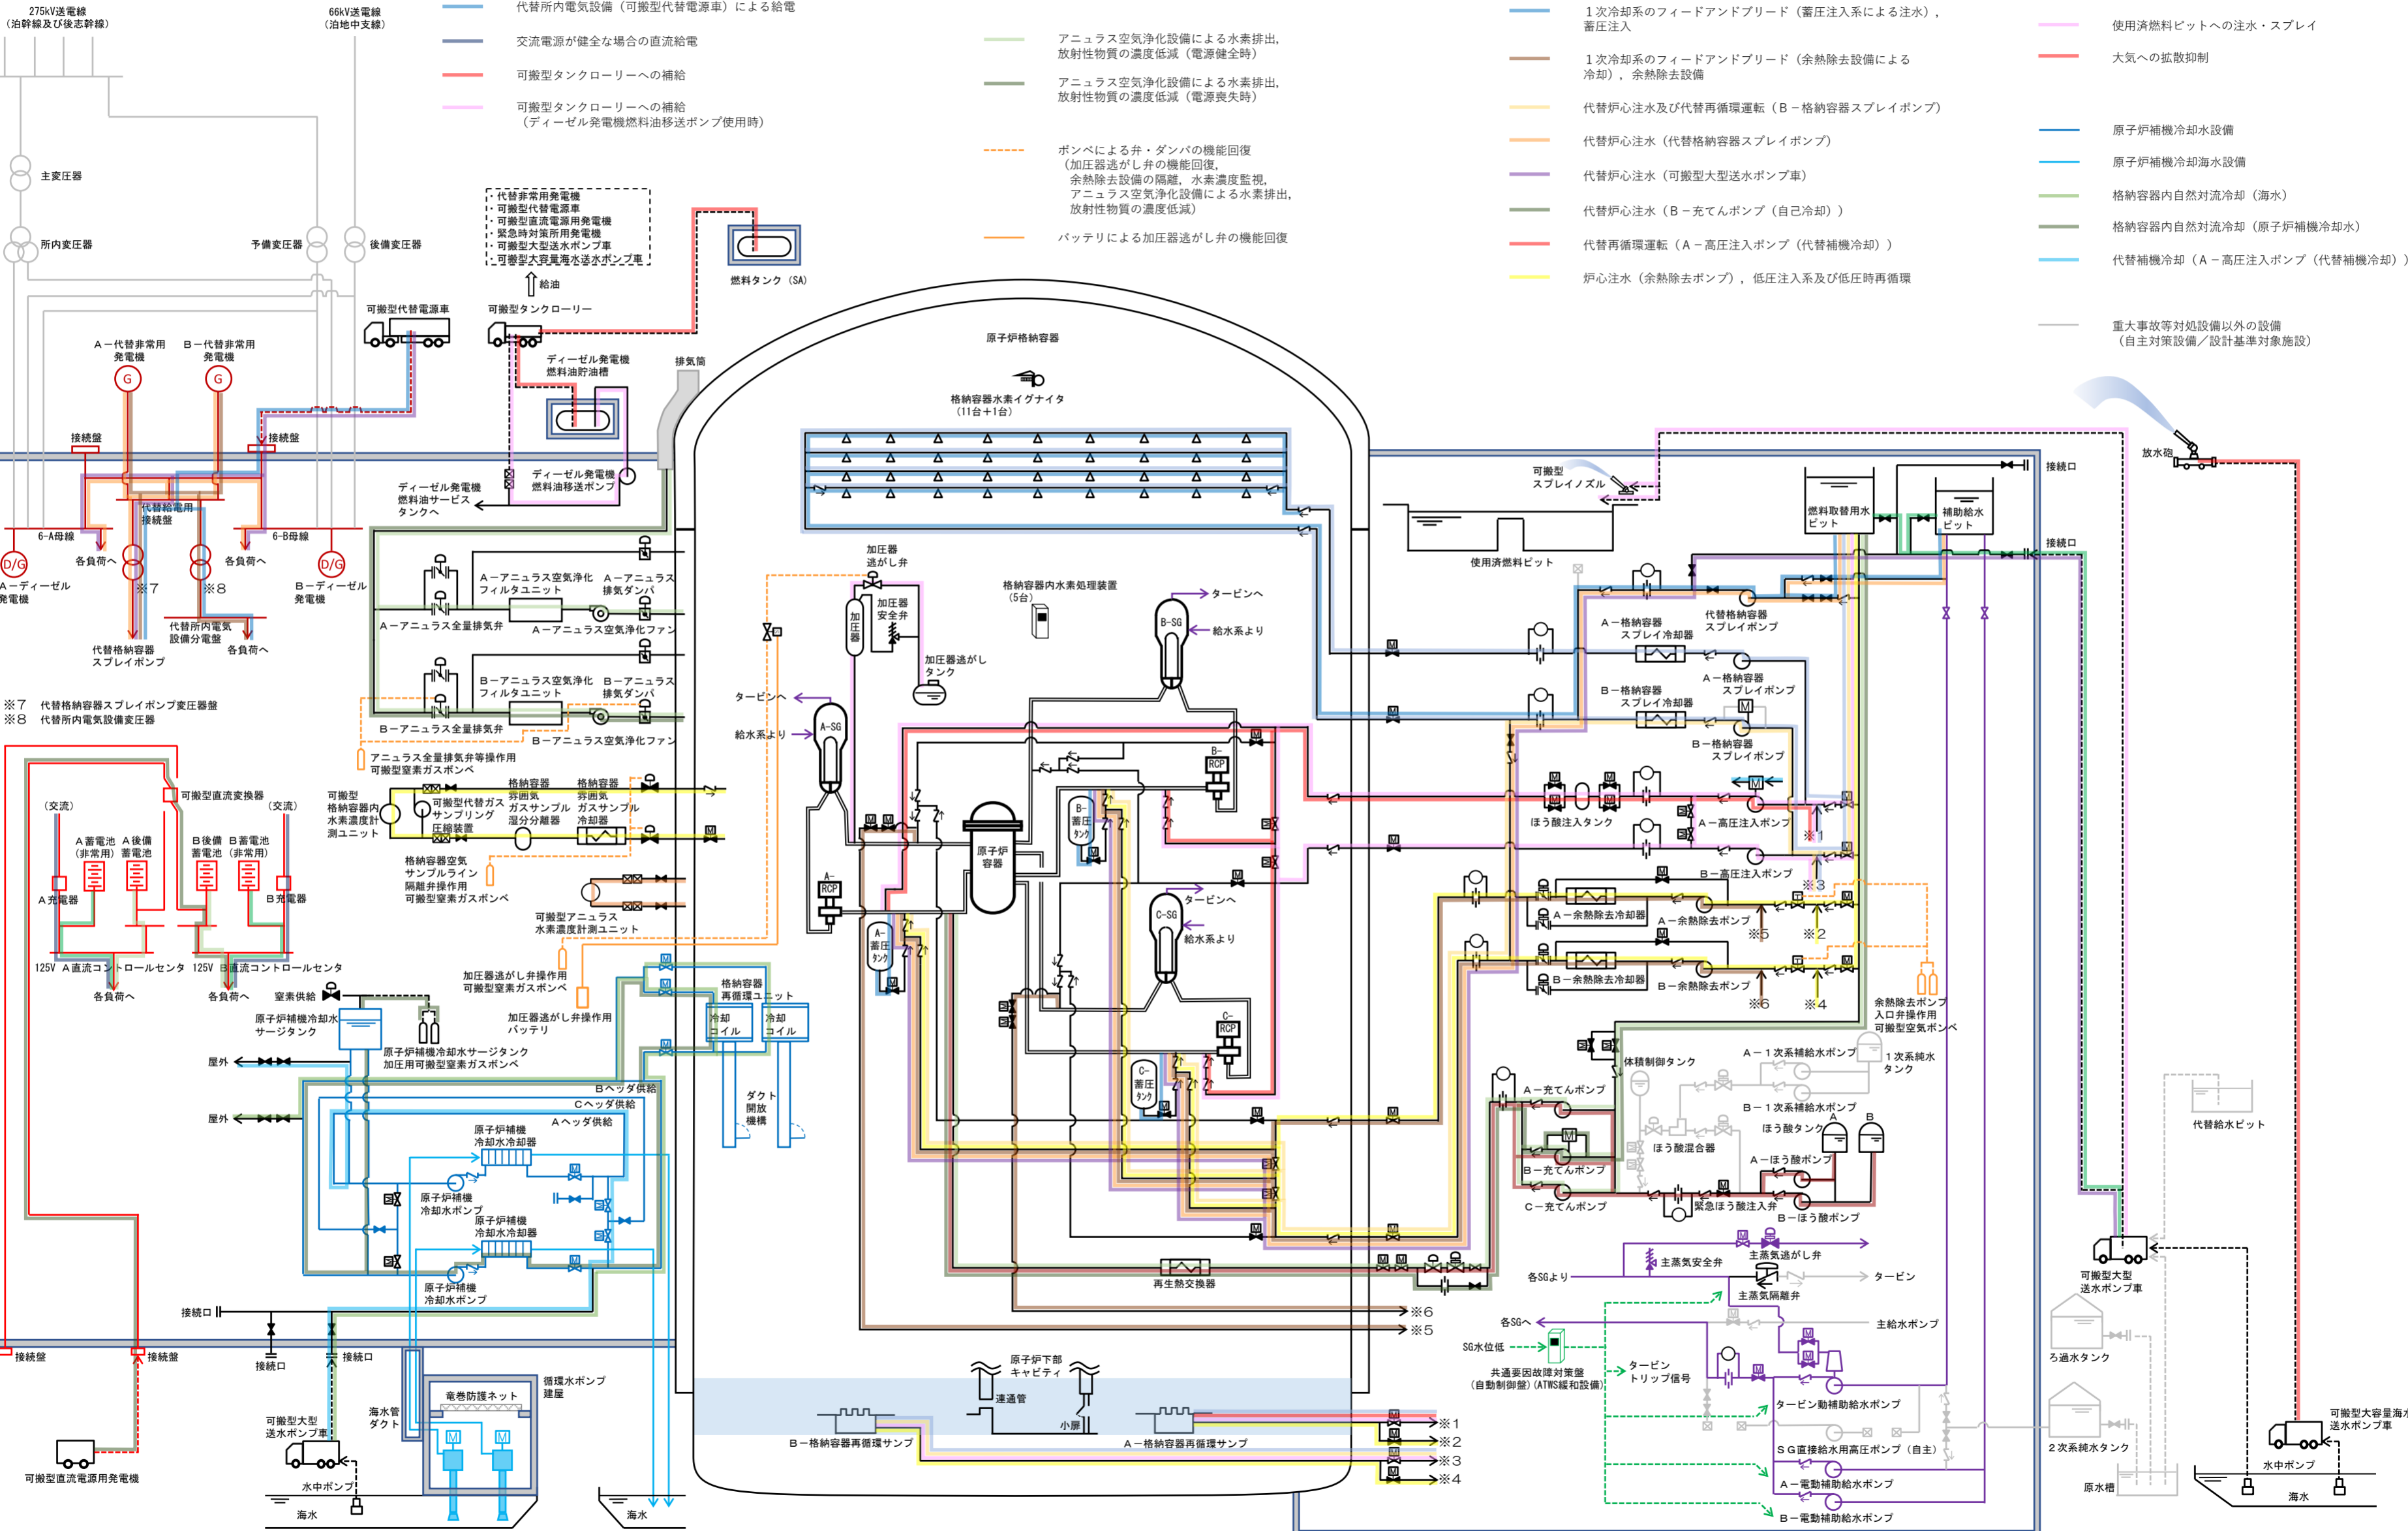 275kV送電線
（泊幹線及び後志幹線）
66kV送電線
（泊地中支線）
代替所内電気設備（可搬型代替電源車）による給電
交流電源が健全な場合の直流給電
可搬型タンクローリーへの補給
可搬型タンクローリーへの補給
（ディーゼル発電機燃料油移送ポンプ使用時）
アニュラス空気浄化設備による水素排出，
放射性物質の濃度低減（電源健全時）
アニュラス空気浄化設備による水素排出，
放射性物質の濃度低減（電源喪失時）
ボンベによる弁・ダンパの機能回復
（加圧器逃がし弁の機能回復，
余熱除去設備の隔離，水素濃度監視，
アニュラス空気浄化設備による水素排出，
放射性物質の濃度低減）
バッテリによる加圧器逃がし弁の機能回復
１次冷却系のフィードアンドブリード（蓄圧注入系による注水），
蓄圧注入
１次冷却系のフィードアンドブリード（余熱除去設備による
冷却），余熱除去設備
代替炉心注水及び代替再循環運転（Ｂ－格納容器スプレイポンプ）
代替炉心注水（代替格納容器スプレイポンプ）
代替炉心注水（可搬型大型送水ポンプ車）
代替炉心注水（Ｂ－充てんポンプ（自己冷却））
代替再循環運転（Ａ－高圧注入ポンプ（代替補機冷却））
炉心注水（余熱除去ポンプ），低圧注入系及び低圧時再循環
使用済燃料ピットへの注水・スプレイ
大気への拡散抑制
原子炉補機冷却水設備
原子炉補機冷却海水設備
格納容器内自然対流冷却（海水）
格納容器内自然対流冷却（原子炉補機冷却水）
代替補機冷却（Ａ－高圧注入ポンプ（代替補機冷却））
重大事故等対処設備以外の設備
（自主対策設備／設計基準対象施設）
主変圧器
所内変圧器
予備変圧器
後備変圧器
・代替非常用発電機
・可搬型代替電源車
・可搬型直流電源用発電機
・緊急時対策所用発電機
・可搬型大型送水ポンプ車
・可搬型大容量海水送水ポンプ車
給油
燃料タンク（SA）
可搬型代替電源車
可搬型タンクローリー
Ａ－代替非常用
発電機
Ｂ－代替非常用
発電機
G
G
ディーゼル発電機
燃料油貯油槽
排気筒
原子炉格納容器
格納容器水素イグナイタ
（11台＋1台）
接続盤
接続盤
ディーゼル発電機
燃料油サービス
タンクへ
ディーゼル発電機
燃料油移送ポンプ
代替給電用
接続盤
6-A母線
6-B母線
D/G
D/G
各負荷へ
各負荷へ
Ａ－ディーゼル
発電機
Ｂ－ディーゼル
発電機
※７
※８
代替所内電気
設備分電盤
代替格納容器
スプレイポンプ
各負荷へ
※７　代替格納容器スプレイポンプ変圧器盤
※８　代替所内電気設備変圧器
Ａ－アニュラス空気浄化
フィルタユニット
Ａ－アニュラス
排気ダンパ
Ａ－アニュラス全量排気弁
Ａ－アニュラス空気浄化ファン
Ｂ－アニュラス空気浄化
フィルタユニット
Ｂ－アニュラス
排気ダンパ
Ｂ－アニュラス全量排気弁
Ｂ－アニュラス空気浄化ファン
アニュラス全量排気弁等操作用
可搬型窒素ガスボンベ
可搬型
格納容器内
水素濃度計
測ユニット
可搬型代替ガス
サンプリング
圧縮装置
格納容器
雰囲気
ガスサンプル
湿分分離器
格納容器
雰囲気
ガスサンプル
冷却器
格納容器空気
サンプルライン
隔離弁操作用
可搬型窒素ガスボンベ
可搬型アニュラス
水素濃度計測ユニット
加圧器逃がし弁操作用
可搬型窒素ガスボンベ
加圧器逃がし弁操作用
バッテリ
可搬型直流変換器
（交流）
（交流）
Ａ蓄電池
（非常用）
Ａ後備
蓄電池
Ｂ後備
蓄電池
Ｂ蓄電池
（非常用）
Ａ充電器
Ｂ充電器
125V Ａ直流コントロールセンタ
125V Ｂ直流コントロールセンタ
各負荷へ
各負荷へ
窒素供給
原子炉補機冷却水
サージタンク
原子炉補機冷却水サージタンク
加圧用可搬型窒素ガスボンベ
屋外
屋外
Ｂヘッダ供給
Ｃヘッダ供給
Ａヘッダ供給
原子炉補機
冷却水冷却器
原子炉補機
冷却水ポンプ
原子炉補機
冷却水冷却器
原子炉補機
冷却水ポンプ
接続口
接続口
接続口
接続盤
接続盤
可搬型直流電源用発電機
可搬型大型
送水ポンプ車
水中ポンプ
海水
海水管
ダクト
竜巻防護ネット
循環水ポンプ
建屋
海水
格納容器
再循環ユニット
冷却
コイル
冷却
コイル
ダクト
開放
機構
加圧器
逃がし弁
加圧器
加圧器
安全弁
加圧器逃がし
タンク
格納容器内水素処理装置
（5台）
タービンへ
A-SG
給水系より
B-SG
タービンへ
給水系より
C-SG
タービンへ
給水系より
原子炉
容器
A-
RCP
B-
RCP
C-
RCP
A-
蓄圧
タンク
B-
蓄圧
タンク
C-
蓄圧
タンク
再生熱交換器
※６
※５
原子炉下部
キャビティ
連通管
小扉
Ｂ－格納容器再循環サンプ
Ａ－格納容器再循環サンプ
※１
※２
※３
※４
可搬型
スプレイノズル
使用済燃料ピット
燃料取替用水
ピット
補助給水
ピット
接続口
接続口
放水砲
代替格納容器
スプレイポンプ
Ａ－格納容器
スプレイ冷却器
Ａ－格納容器
スプレイポンプ
Ｂ－格納容器
スプレイ冷却器
Ｂ－格納容器
スプレイポンプ
ほう酸注入タンク
Ａ－高圧注入ポンプ
※１
Ｂ－高圧注入ポンプ
※３
Ａ－余熱除去冷却器
Ａ－余熱除去ポンプ
※５
※２
Ｂ－余熱除去冷却器
Ｂ－余熱除去ポンプ
※６
※４
余熱除去ポンプ
入口弁操作用
可搬型空気ボンベ
体積制御タンク
Ａ－１次系補給水ポンプ
Ｂ－１次系補給水ポンプ
１次系純水
タンク
Ａ－充てんポンプ
Ｂ－充てんポンプ
Ｃ－充てんポンプ
ほう酸混合器
ほう酸タンク
A
B
Ａ－ほう酸ポンプ
Ｂ－ほう酸ポンプ
緊急ほう酸注入弁
主蒸気逃がし弁
主蒸気安全弁
各SGより
主蒸気隔離弁
タービン
各SGへ
主給水ポンプ
SG水位低
共通要因故障対策盤
（自動制御盤）（ATWS緩和設備）
タービン
トリップ信号
タービン動補助給水ポンプ
ＳＧ直接給水用高圧ポンプ（自主）
Ａ－電動補助給水ポンプ
Ｂ－電動補助給水ポンプ
代替給水ピット
可搬型大型
送水ポンプ車
ろ過水タンク
２次系純水タンク
原水槽
可搬型大容量海水
送水ポンプ車
水中ポンプ
海水